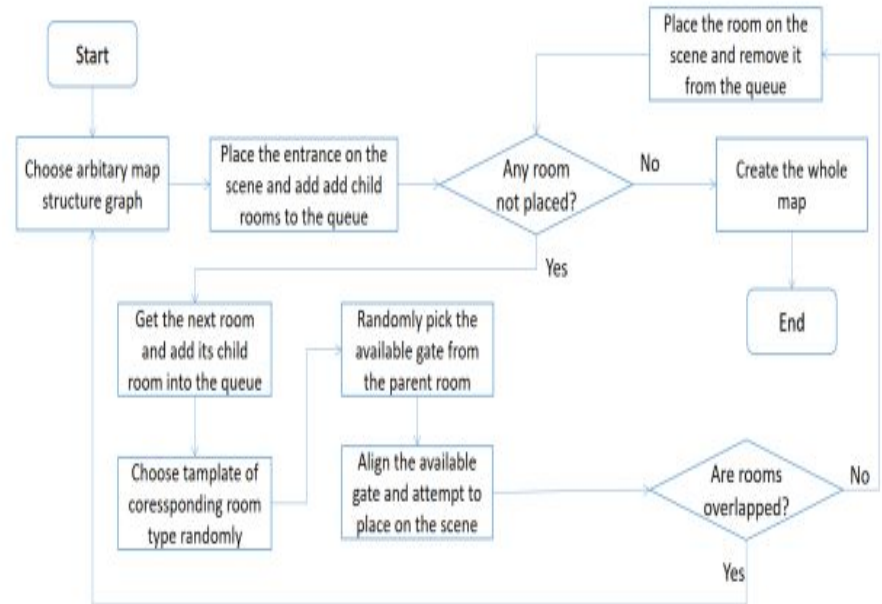 Start
Choose arbitary map
structure graph
Place the entrance on the
scene and add add child
rooms to the queue
Any room
not placed?
No
Yes
Place the room on the
scene and remove it
from the queue
Create the whole
map
End
Get the next room
and add its child
room into the queue
Choose tamplate of
coressponding room
type randomly
Randomly pick the
available gate from
the parent room
Align the available
gate and attempt to
place on the scene
Are rooms
overlapped?
No
Yes